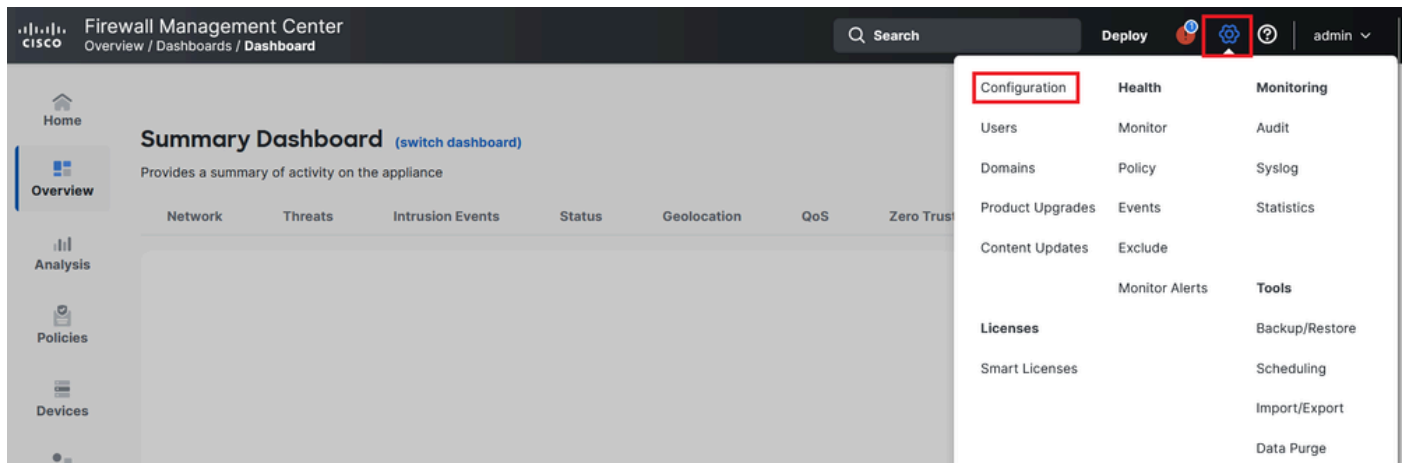 CISCO
Firewall Management Center
Overview / Dashboards / Dashboard
Search
Deploy
admin
Home
Overview
Analysis
Policies
Devices
Summary Dashboard (switch dashboard)
Provides a summary of activity on the appliance
Network Threats Intrusion Events Status Geolocation QoS Zero Trust
Configuration
Users
Domains
Product Upgrades
Content Updates
Licenses
Smart Licenses
Health
Monitor
Policy
Events
Exclude
Monitor Alerts
Monitoring
Audit
Syslog
Statistics
Tools
Backup/Restore
Scheduling
Import/Export
Data Purge